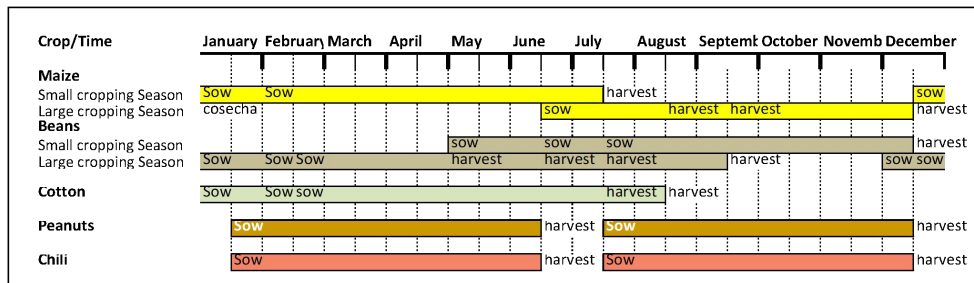 Crop/Time January Februar March April May June July August Septemb October Novemb December
Maize
Small cropping Season Sow Sow harvest sow
Large cropping Season cosecha sow harvest harvest harvest
Beans
Small cropping Season sow sow sow harvest
Large cropping Season Sow Sow Sow harvest harvest harvest harvest sow sow
Cotton Sow Sow sow harvest harvest
Peanuts Sow harvest Sow harvest
Chili Sow harvest Sow harvest